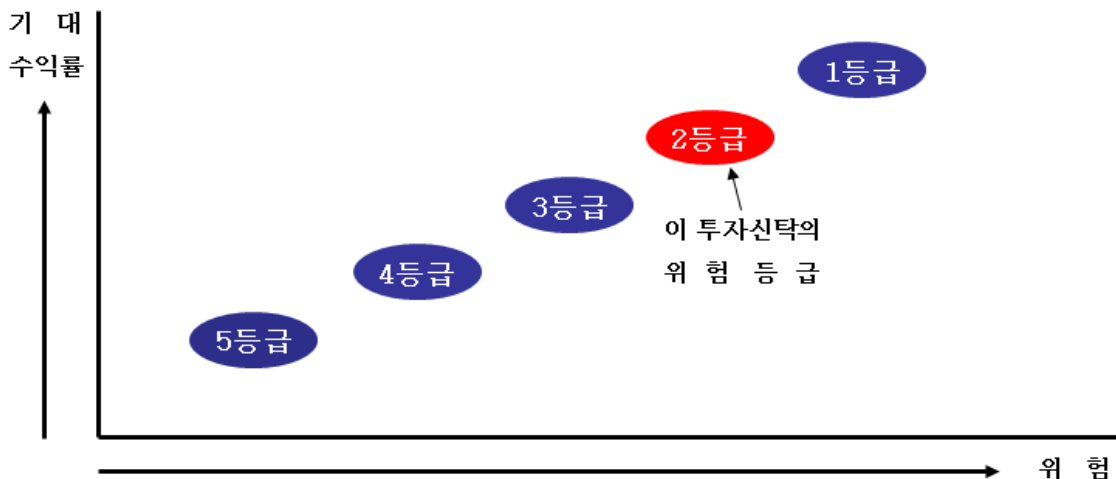 기 대
수익률
1등급
2등급
3등급
이 투자신탁의
위 험 등 급
4등급
5등급
위 험